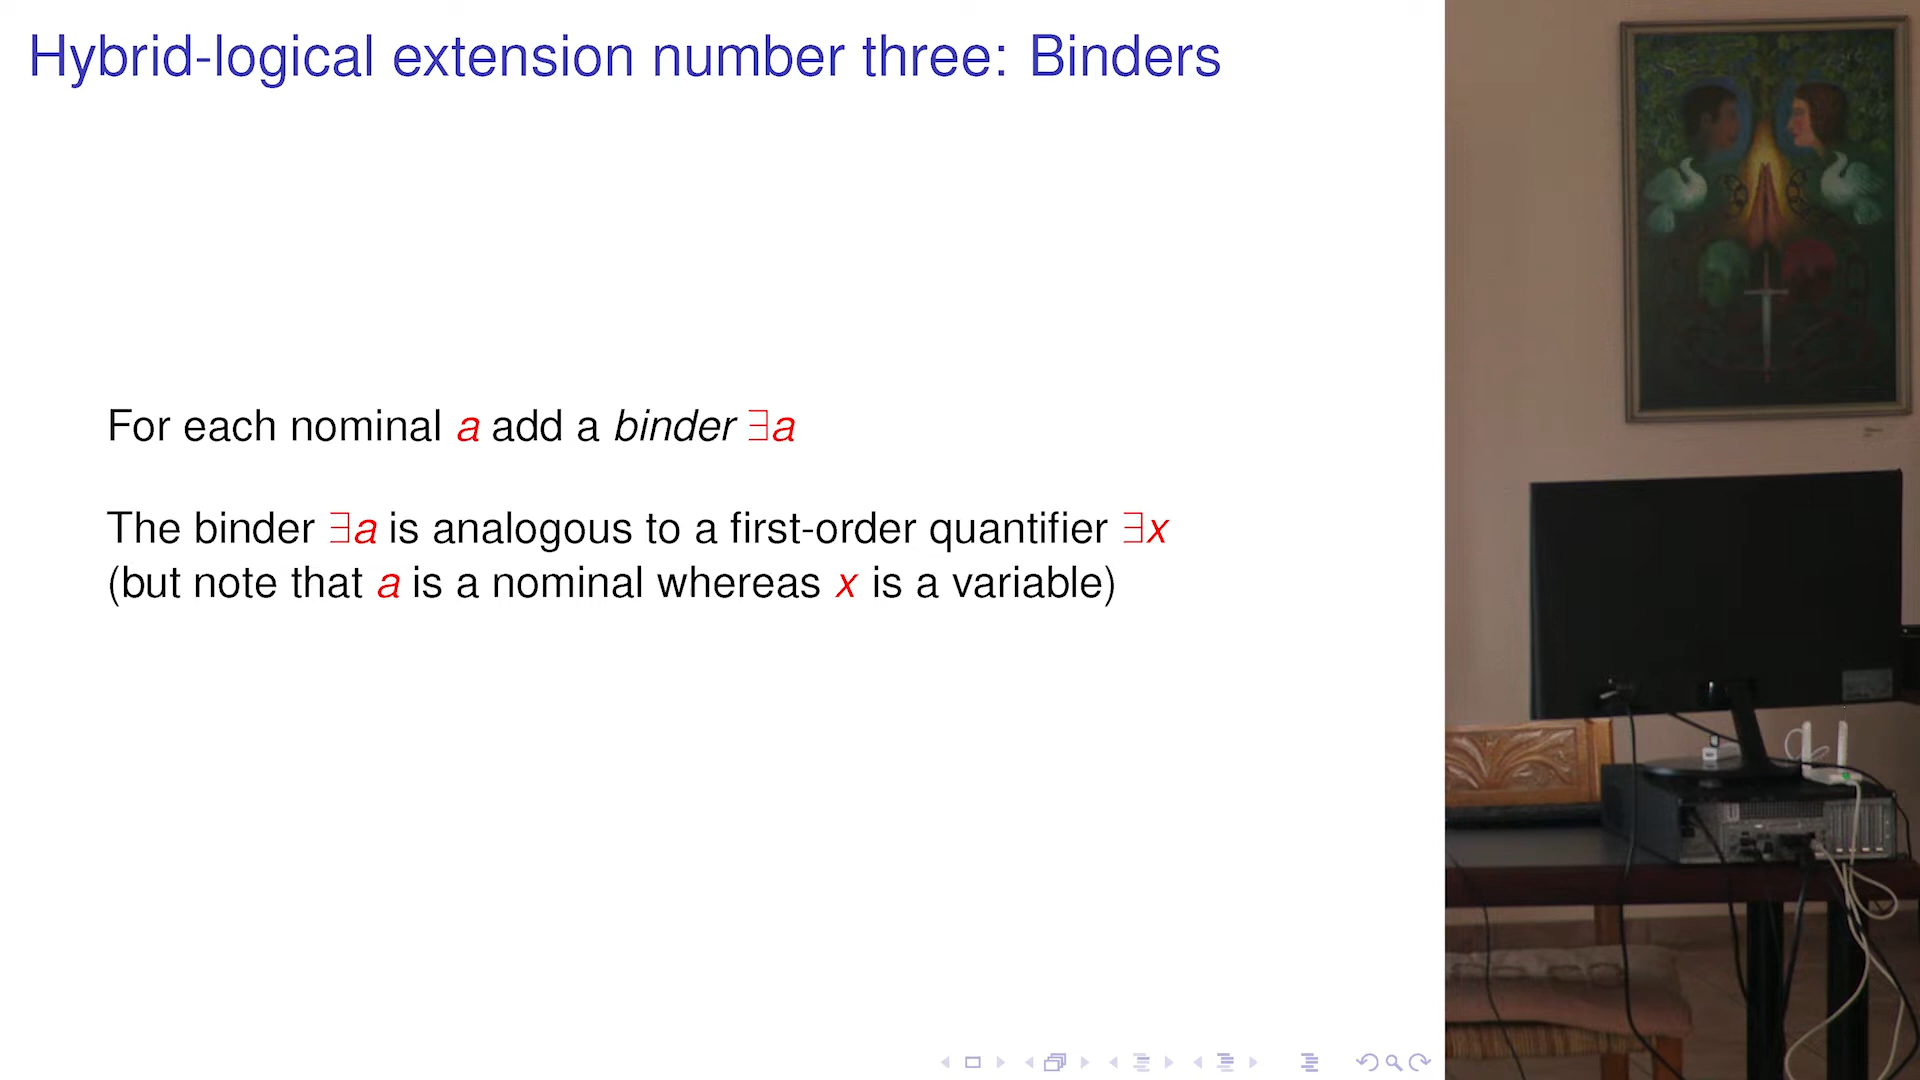 Hybrid-logical extension number three: Binders
For each nominal a add a binder ∃a
The binder ∃a is analogous to a first-order quantifier ∃x
(but note that a is a nominal whereas x is a variable)